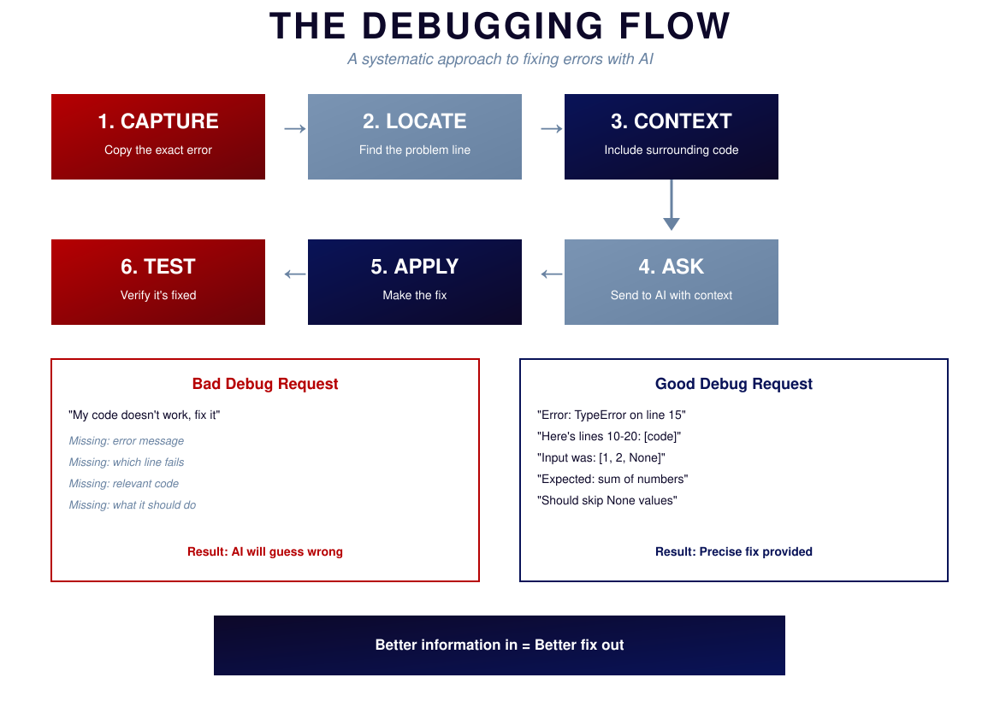 THE DEBUGGING FLOW
A systematic approach to fixing errors with AI
1. CAPTURE
Copy the exact error
→
2. LOCATE
Find the problem line
→
3. CONTEXT
Include surrounding code
4. ASK
Send to AI with context
←
5. APPLY
Make the fix
←
6. TEST
Verify it's fixed
Bad Debug Request
"My code doesn't work, fix it"
Missing: error message
Missing: which line fails
Missing: relevant code
Missing: what it should do
Result: AI will guess wrong
Good Debug Request
"Error: TypeError on line 15"
"Here's lines 10-20: [code]"
"Input was: [1, 2, None]"
"Expected: sum of numbers"
"Should skip None values"
Result: Precise fix provided
Better information in = Better fix out